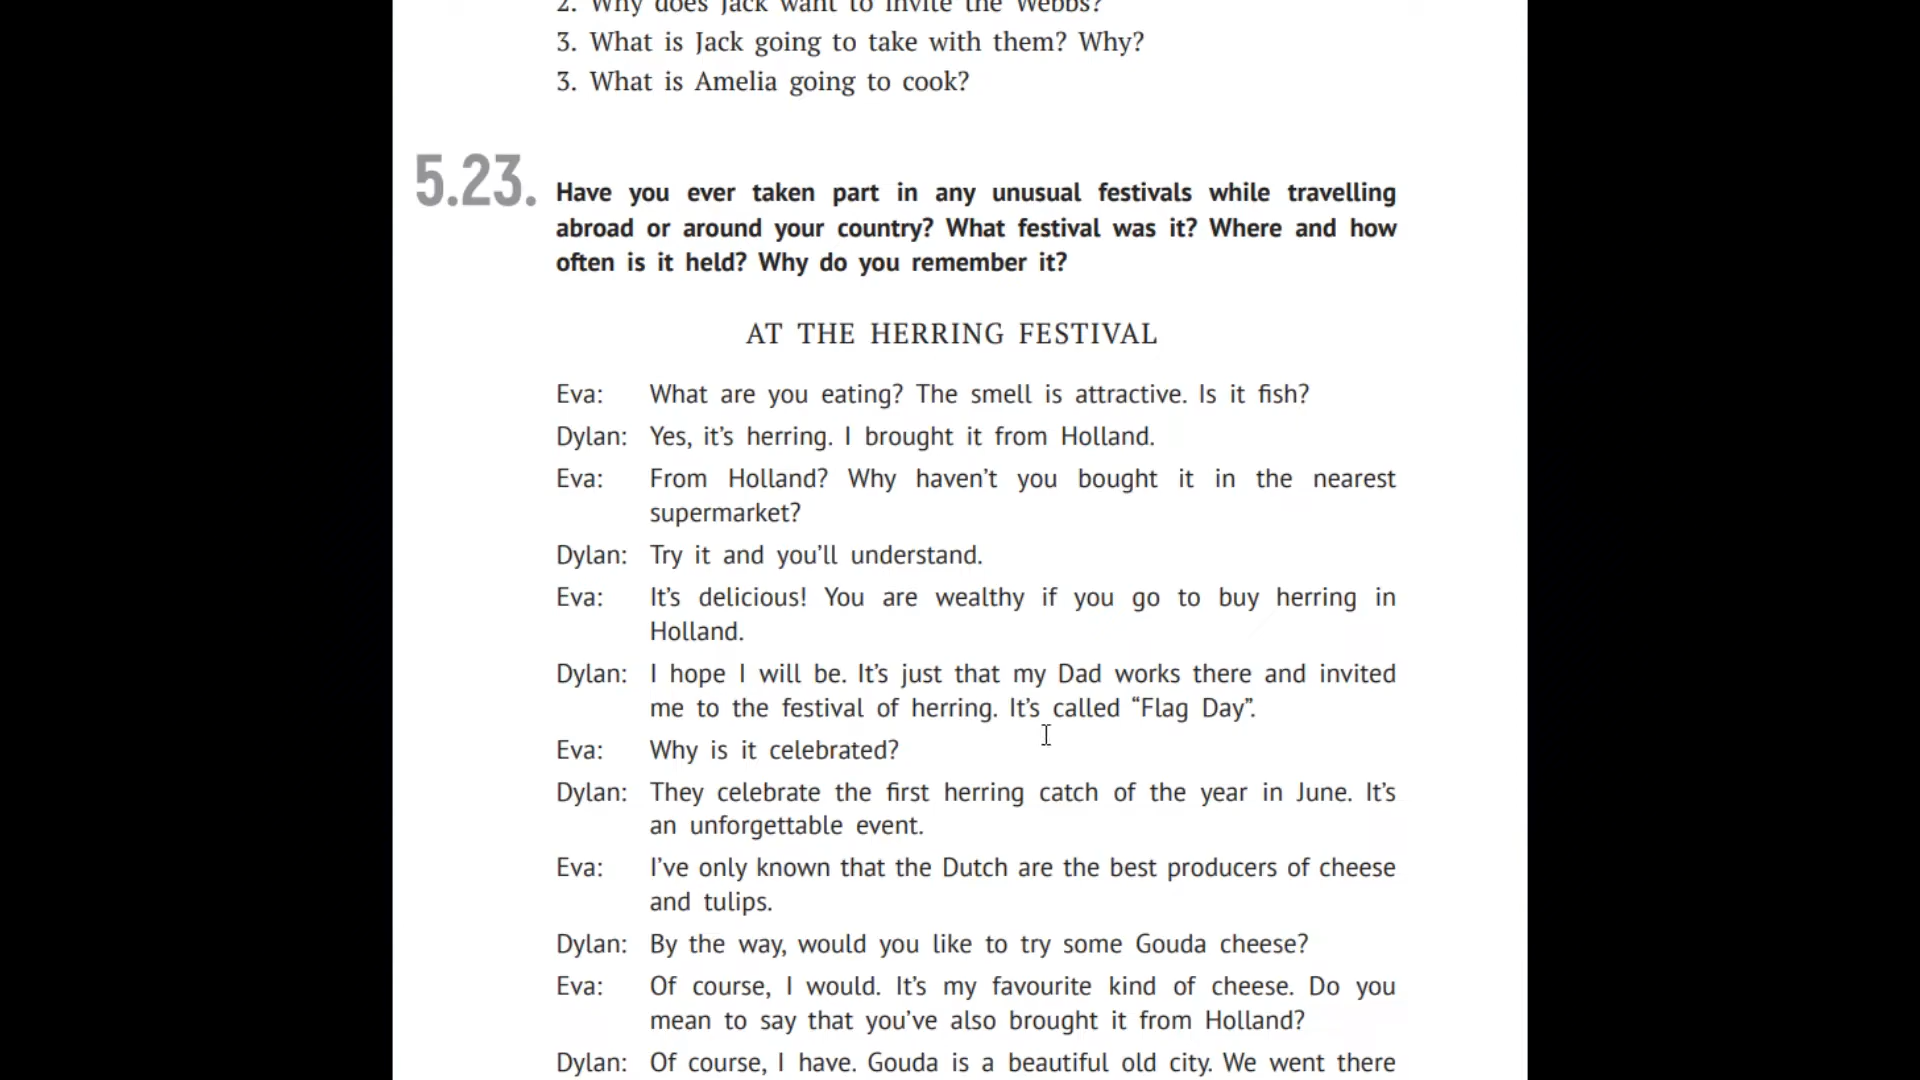 2. Why does Jack want to invite the Webbs?
3. What is Jack going to take with them? Why?
3. What is Amelia going to cook?
5.23. Have you ever taken part in any unusual festivals while travelling
abroad or around your country? What festival was it? Where and how
often is it held? Why do you remember it?
AT THE HERRING FESTIVAL
Eva: What are you eating? The smell is attractive. Is it fish?
Dylan: Yes, it’s herring. I brought it from Holland.
Eva: From Holland? Why haven’t you bought it in the nearest
supermarket?
Dylan: Try it and you’ll understand.
Eva: It’s delicious! You are wealthy if you go to buy herring in
Holland.
Dylan: I hope I will be. It’s just that my Dad works there and invited
me to the festival of herring. It’s called “Flag Day”.
Eva: Why is it celebrated?
Dylan: They celebrate the first herring catch of the year in June. It’s
an unforgettable event.
Eva: I’ve only known that the Dutch are the best producers of cheese
and tulips.
Dylan: By the way, would you like to try some Gouda cheese?
Eva: Of course, I would. It’s my favourite kind of cheese. Do you
mean to say that you’ve also brought it from Holland?
Dylan: Of course, I have. Gouda is a beautiful old city. We went there